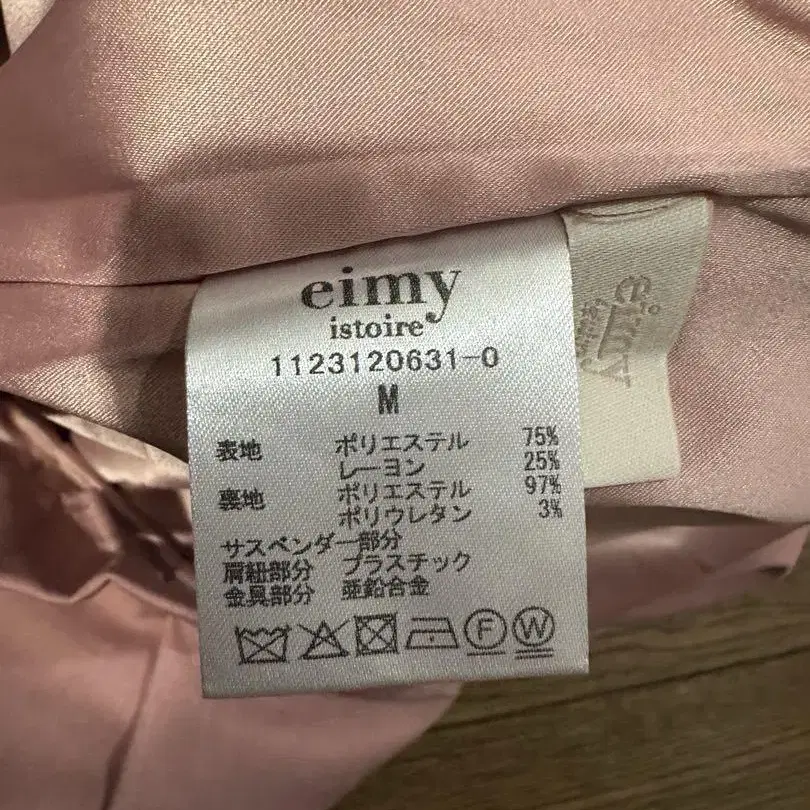 eimy
istoire
1123120631-0
M
表地 ポリエステル 75%
レーヨン 25%
裏地 ポリエステル 97%
ポリウレタン 3%
サスペンダー部分
肩紐部分 プラスチック
金具部分 亜鉛合金
F W
eimy